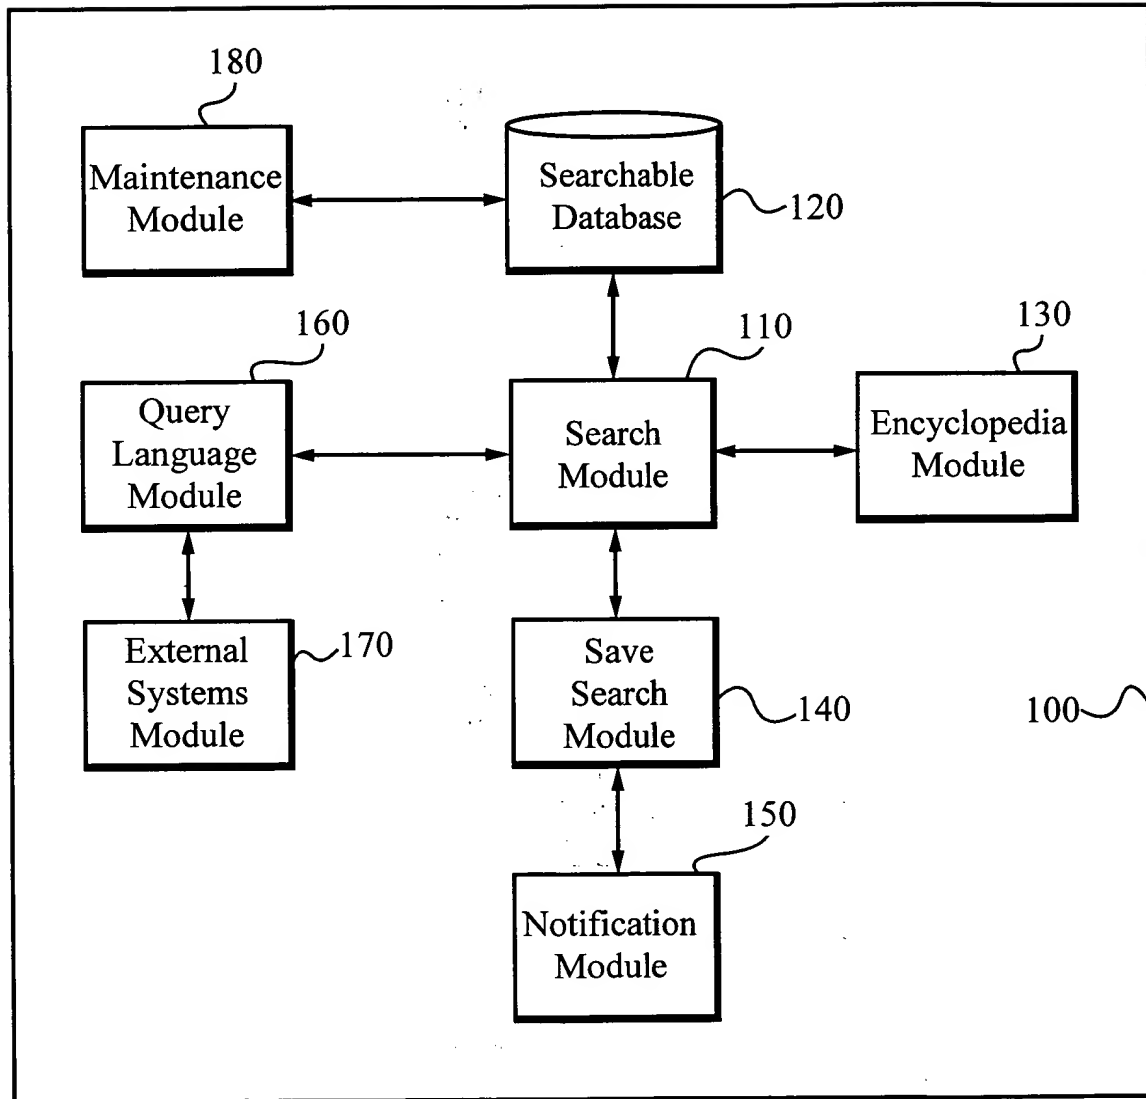 180
Maintenance
Module
Searchable
Database
120
160
110
130
Query
Language
Module
Search
Module
Encyclopedia
Module
External
Systems
Module
170
Save
Search
Module
140
100
150
Notification
Module